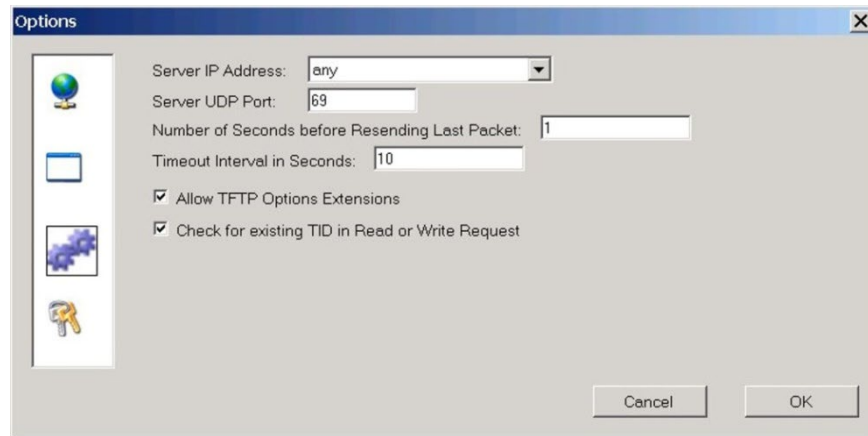 Options
Server IP Address: any
Server UDP Port: 69
Number of Seconds before Resending Last Packet: 1
Timeout Interval in Seconds: 10
Allow TFTP Options Extensions
Check for existing TID in Read or Write Request
Cancel OK